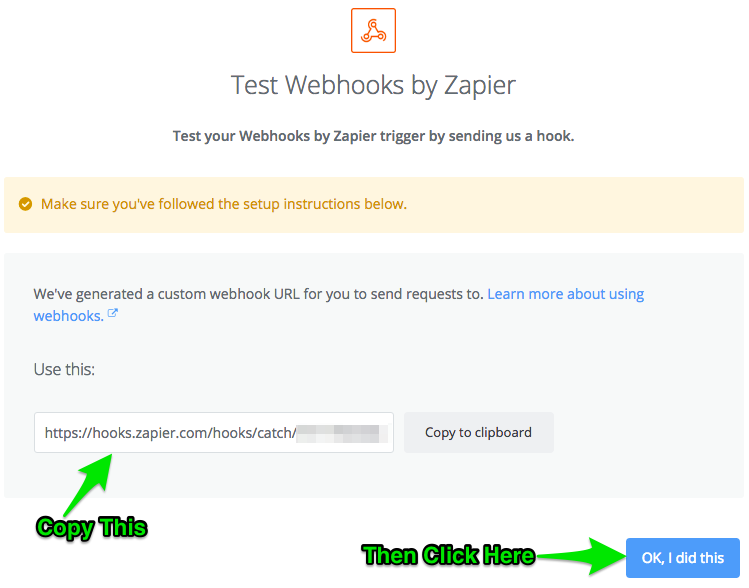 Test Webhooks by Zapier
Test your Webhooks by Zapier trigger by sending us a hook.
Make sure you've followed the setup instructions below.
We've generated a custom webhook URL for you to send requests to. Learn more about using
webhooks.
Use this:
https://hooks.zapier.com/hooks/catch/
Copy to clipboard
Copy This
Then Click Here
OK, I did this